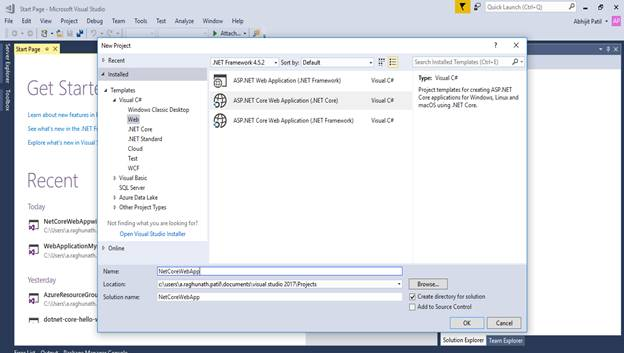 Start Page - Microsoft Visual Studio
Quick Launch (Ctrl+Q)
File Edit View Project Debug Team Tools Test Analyze Window Help
Abhijit Patil
Attach...
Server Explorer
Toolbox
Start Page
Get Starte
Learn about new features in
See what's new in the .NET F
Explore what's new in Visual
Recent
Today
NetCoreWebAppwi
C:\Users\a.raghunath
WebApplicationMy
C:\Users\a.raghunath
Yesterday
AzureResourceGrou
C:\Users\a.raghunath
dotnet-core-hello-w
New Project
Recent
Installed
Templates
Visual C#
Windows Classic Desktop
Web
.NET Core
.NET Standard
Cloud
Test
WCF
Visual Basic
SQL Server
Azure Data Lake
Other Project Types
Not finding what you are looking for?
Open Visual Studio Installer
Online
.NET Framework 4.5.2 Sort by: Default
Search Installed Templates (Ctrl+E)
ASP.NET Web Application (.NET Framework) Visual C#
ASP.NET Core Web Application (.NET Core) Visual C#
ASP.NET Core Web Application (.NET Framework) Visual C#
Type: Visual C#
Project templates for creating ASP.NET
Core applications for Windows, Linux and
macOS using .NET Core.
Name: NetCoreWebApp
Location: c:\users\a.raghunath.patil\documents\visual studio 2017\Projects
Browse...
Solution name: NetCoreWebApp
Create directory for solution
Add to Source Control
OK Cancel
Solution Explorer Team Explorer
Error List Output Package Manager Console